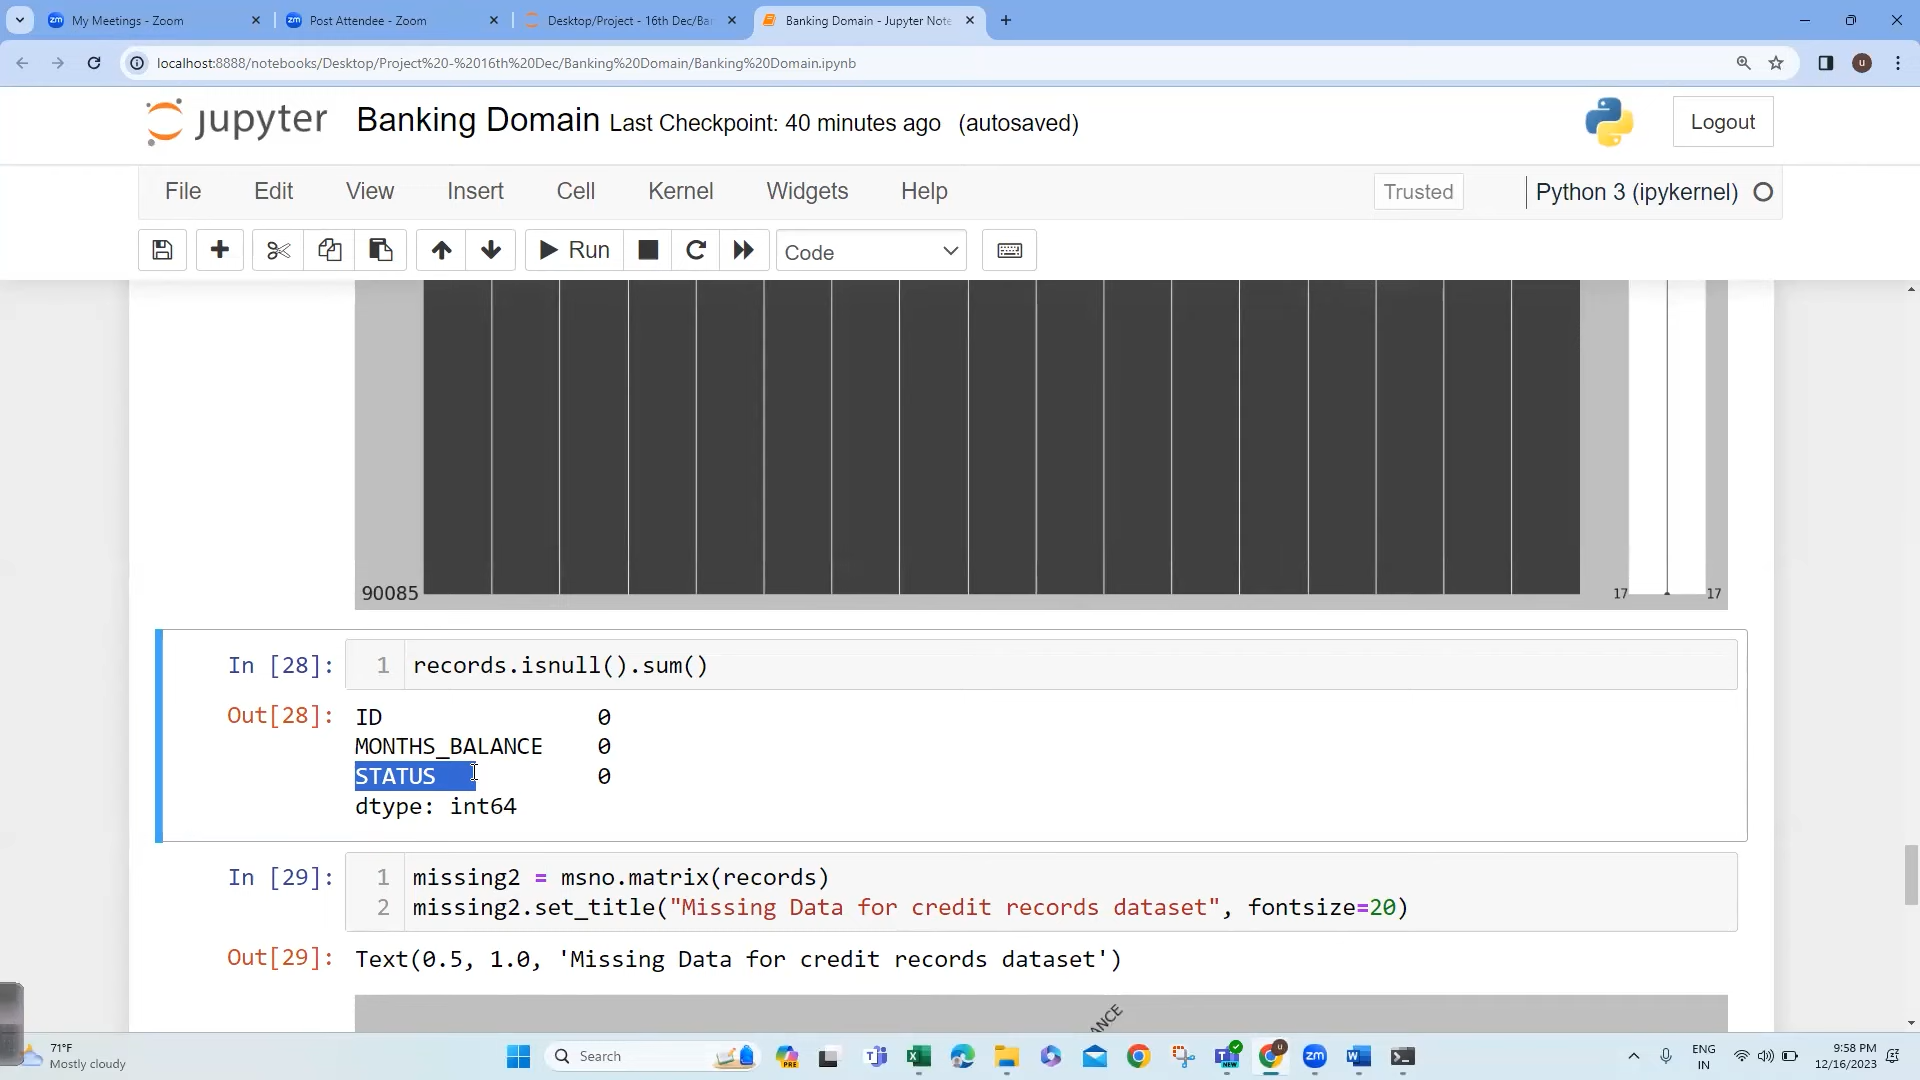 My Meetings - Zoom
Post Attendee - Zoom
Desktop/Project - 16th Dec/Ban
Banking Domain - Jupyter Note
localhost:8888/notebooks/Desktop/Project%20-%2016th%20Dec/Banking%20Domain/Banking%20Domain.ipynb
jupyter Banking Domain Last Checkpoint: 40 minutes ago (autosaved)
Logout
File Edit View Insert Cell Kernel Widgets Help
Trusted
Python 3 (ipykernel)
Run
Code
90085
17
17
In [28]: 1 records.isnull().sum()
Out[28]: ID 0
MONTHS_BALANCE 0
STATUS 0
dtype: int64
In [29]: 1 missing2 = msno.matrix(records)
2 missing2.set_title("Missing Data for credit records dataset", fontsize=20)
Out[29]: Text(0.5, 1.0, 'Missing Data for credit records dataset')
ANCE
71°F
Mostly cloudy
Search
PRE
NEW
ENG
IN
9:58 PM
12/16/2023